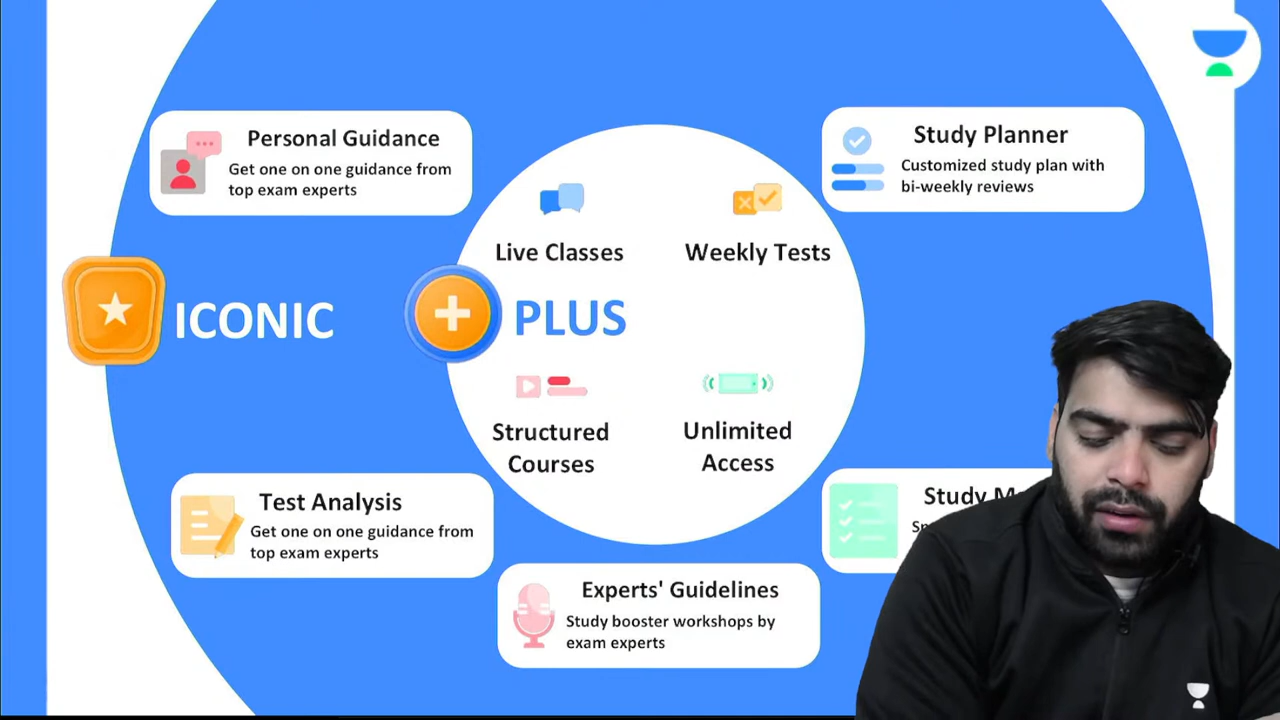 Personal Guidance
Get one on one guidance from
top exam experts
Study Planner
Customized study plan with
bi-weekly reviews
Live Classes
Weekly Tests
ICONIC
PLUS
Structured
Courses
Unlimited
Access
Test Analysis
Get one on one guidance from
top exam experts
Study
Experts' Guidelines
Study booster workshops by
exam experts